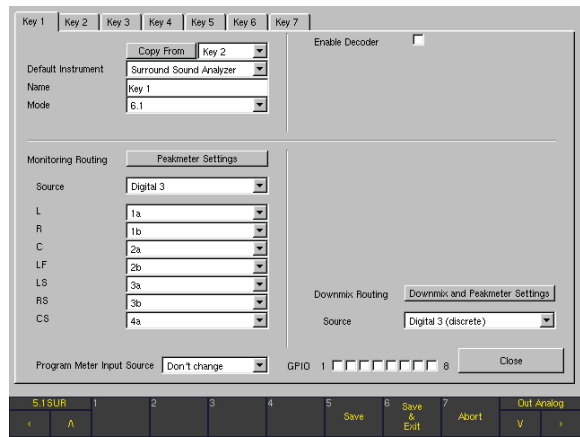 Key 1 Key 2 Key 3 Key 4 Key 5 Key 6 Key 7
Copy From Key 2 Enable Decoder
Default Instrument Surround Sound Analyzer
Name Key 1
Mode 6.1
Monitoring Routing Peakmeter Settings
Source Digital 3
L 1a
R 1b
C 2a
LF 2b
LS 3a
RS 3b
CS 4a
Downmix Routing Downmix and Peakmeter Settings
Source Digital 3 (discrete)
Program Meter Input Source Don't change GPIO 1 8 Close
5.1SUR 1 2 3 4 5 Save 6 Save & Exit 7 Abort Out Analog
< Λ V >